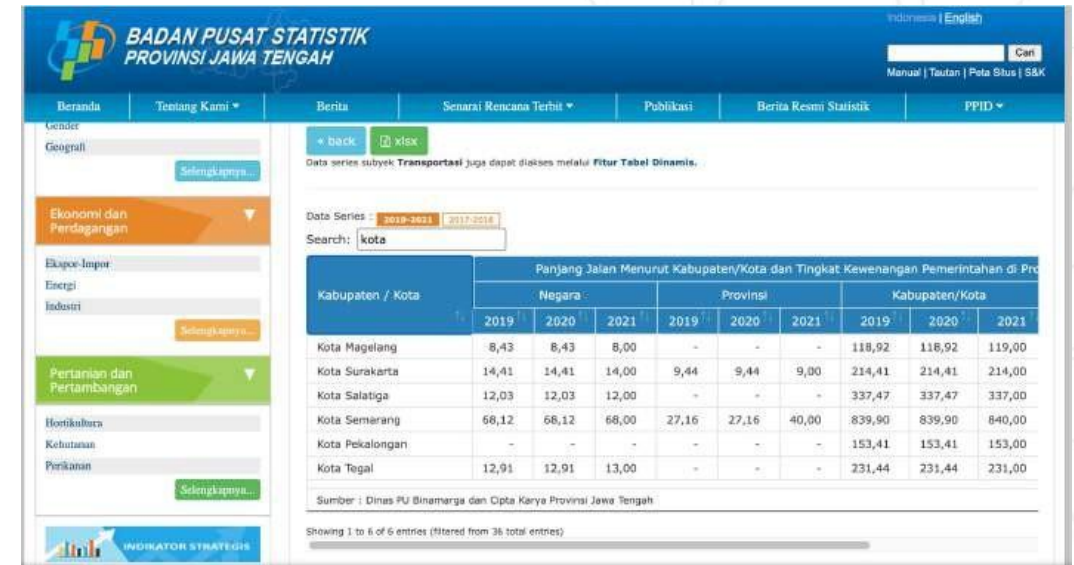 Indonesia | English
BADAN PUSAT STATISTIK
PROVINSI JAWA TENGAH
Cari
Manual | Tautan | Peta Situs | S&K
Beranda Tentang Kami Berita Senarai Rencana Terbit Publikasi Berita Resmi Statistik PPID
Gender
Geografi
Selengkapnya...
Ekonomi dan
Perdagangan
Ekspor-Impor
Energi
Industri
Selengkapnya...
Pertanian dan
Pertambangan
Hortikultura
Kehutanan
Perikanan
Selengkapnya...
INDIKATOR STRATEGIS
« back xlsx
Data series subyek Transportasi juga dapat diakses melalui Fitur Tabel Dinamis.
Data Series : 2019-2021 2017-2018
Search: kota
Kabupaten / Kota
Panjang Jalan Menurut Kabupaten/Kota dan Tingkat Kewenangan Pemerintahan di Pro
Negara Provinsi Kabupaten/Kota
2019 2020 2021 2019 2020 2021 2019 2020 2021
Kota Magelang 8,43 8,43 8,00 - - - 118,92 118,92 119,00
Kota Surakarta 14,41 14,41 14,00 9,44 9,44 9,00 214,41 214,41 214,00
Kota Salatiga 12,03 12,03 12,00 - - - 337,47 337,47 337,00
Kota Semarang 68,12 68,12 68,00 27,16 27,16 40,00 839,90 839,90 840,00
Kota Pekalongan - - - - - - 153,41 153,41 153,00
Kota Tegal 12,91 12,91 13,00 - - - 231,44 231,44 231,00
Sumber : Dinas PU Binamarga dan Cipta Karya Provinsi Jawa Tengah
Showing 1 to 6 of 6 entries (filtered from 36 total entries)